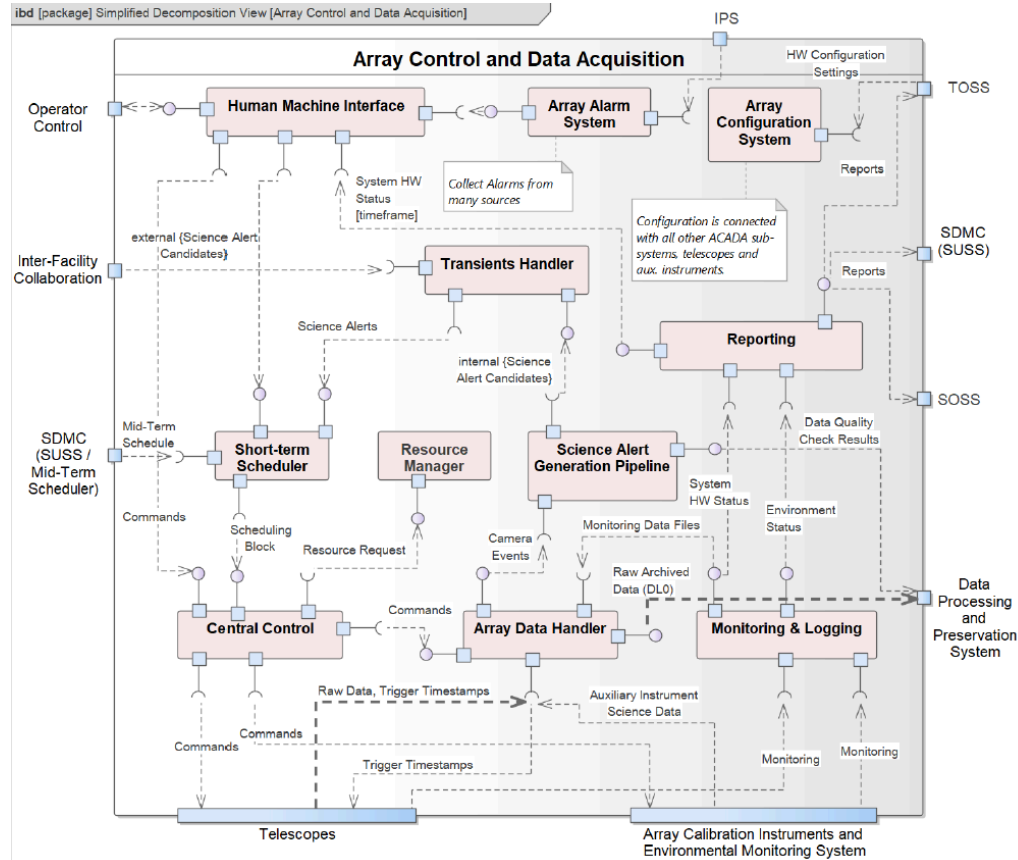 ibd [package] Simplified Decomposition View [Array Control and Data Acquisition]
IPS
Array Control and Data Acquisition
HW Configuration
Settings
Operator
Control
Human Machine Interface
Array Alarm
System
Array
Configuration
System
TOSS
System HW
Status
[timeframe]
Collect Alarms from
many sources
Reports
Configuration is connected
with all other ACADA sub-
systems, telescopes and
aux. instruments.
external {Science Alert
Candidates}
SDMC
(SUSS)
Inter-Facility
Collaboration
Transients Handler
Reports
Science Alerts
Reporting
internal {Science
Alert Candidates}
SOSS
Mid-Term
Schedule
SDMC
(SUSS /
Mid-Term
Scheduler)
Short-term
Scheduler
Resource
Manager
Science Alert
Generation Pipeline
Data Quality
Check Results
System
HW Status
Commands
Scheduling
Block
Resource Request
Camera
Events
Monitoring Data Files
Environment
Status
Raw Archived
Data (DL0)
Data
Processing
and
Preservation
System
Central Control
Commands
Array Data Handler
Monitoring & Logging
Raw Data, Trigger Timestamps
Auxiliary Instrument
Science Data
Commands
Commands
Trigger Timestamps
Monitoring
Monitoring
Telescopes
Array Calibration Instruments and
Environmental Monitoring System